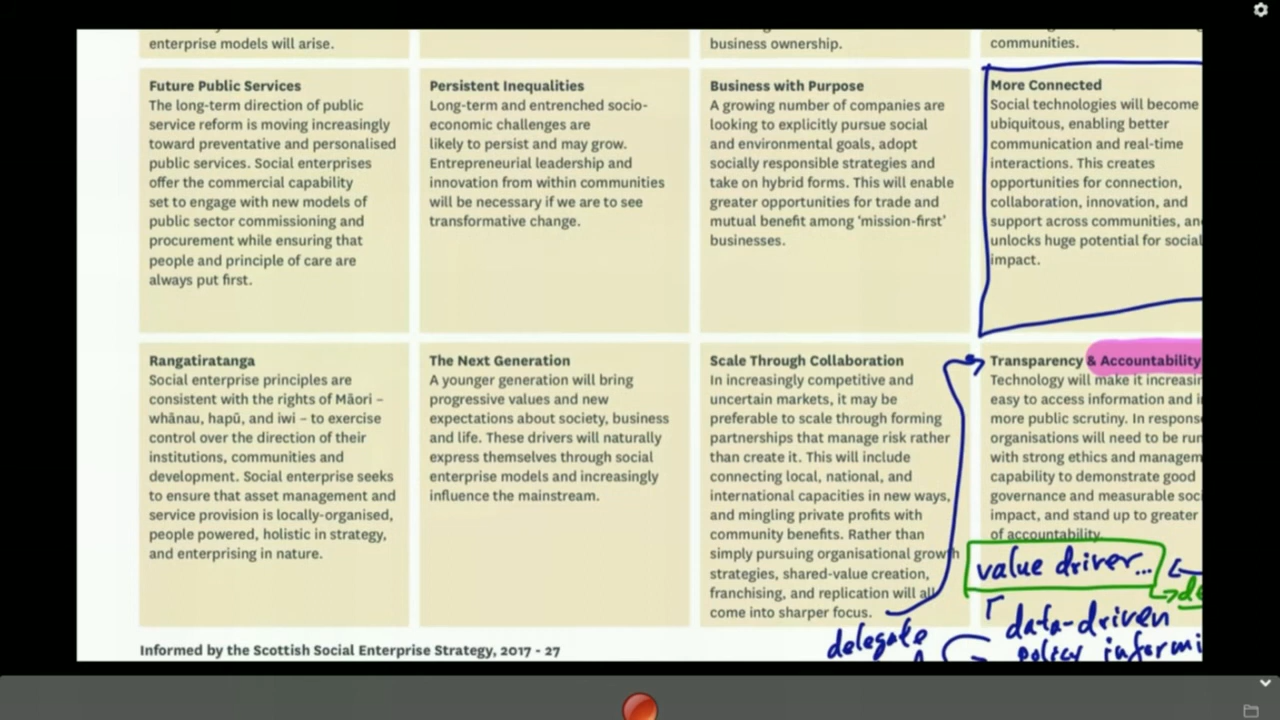 enterprise models will arise.
business ownership.
communities.
Future Public Services
The long-term direction of public
service reform is moving increasingly
toward preventative and personalised
public services. Social enterprises
offer the commercial capability
set to engage with new models of
public sector commissioning and
procurement while ensuring that
people and principle of care are
always put first.
Persistent Inequalities
Long-term and entrenched socio-
economic challenges are
likely to persist and may grow.
Entrepreneurial leadership and
innovation from within communities
will be necessary if we are to see
transformative change.
Business with Purpose
A growing number of companies are
looking to explicitly pursue social
and environmental goals, adopt
socially responsible strategies and
take on hybrid forms. This will enable
greater opportunities for trade and
mutual benefit among ‘mission-first’
businesses.
More Connected
Social technologies will become
ubiquitous, enabling better
communication and real-time
interactions. This creates
opportunities for connection,
collaboration, innovation, and
support across communities, an
unlocks huge potential for social
impact.
Rangatiratanga
Social enterprise principles are
consistent with the rights of Māori –
whānau, hapū, and iwi – to exercise
control over the direction of their
institutions, communities and
development. Social enterprise seeks
to ensure that asset management and
service provision is locally-organised,
people powered, holistic in strategy,
and enterprising in nature.
The Next Generation
A younger generation will bring
progressive values and new
expectations about society, business
and life. These drivers will naturally
express themselves through social
enterprise models and increasingly
influence the mainstream.
Scale Through Collaboration
In increasingly competitive and
uncertain markets, it may be
preferable to scale through forming
partnerships that manage risk rather
than create it. This will include
connecting local, national, and
international capacities in new ways,
and mingling private profits with
community benefits. Rather than
simply pursuing organisational growth
strategies, shared-value creation,
franchising, and replication will all
come into sharper focus.
Transparency & Accountability
Technology will make it increasin
easy to access information and i
more public scrutiny. In respons
organisations will need to be run
with strong ethics and managem
capability to demonstrate good
governance and measurable soc
impact, and stand up to greater
of accountability.
value driver...
de
data-driven
policy informi
delegate
Informed by the Scottish Social Enterprise Strategy, 2017 - 27